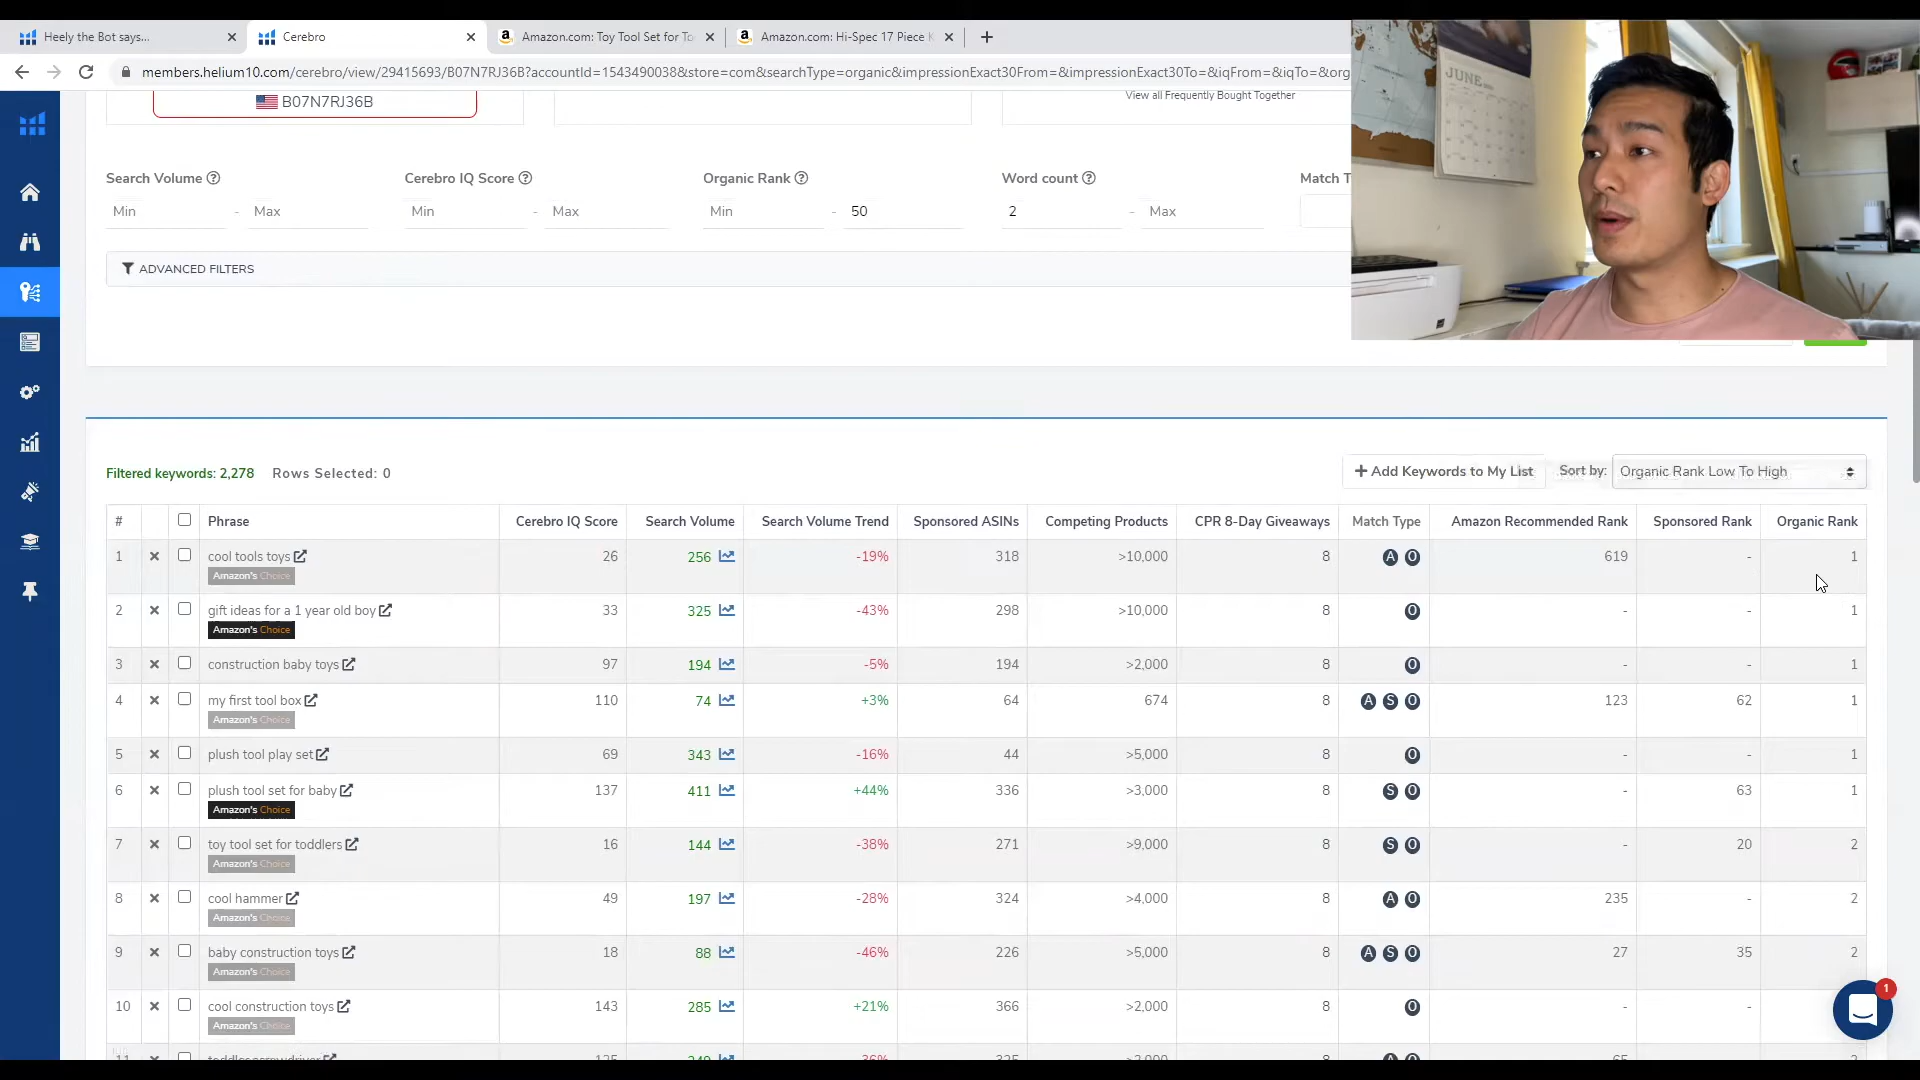 Heely the Bot says...
Cerebro
Amazon.com: Toy Tool Set for To
Amazon.com: Hi-Spec 17 Piece K
members.helium10.com/cerebro/view/29415693/B07N7RJ36B?accountId=1543490038&store=com&searchType=organic&impressionExact30From=&impressionExact30To=&iqFrom=&iqTo=&org
B07N7RJ36B
View all Frequently Bought Together
JUNE
Search Volume
Cerebro IQ Score
Organic Rank
Word count
Match T
Min - Max
Min - Max
Min - 50
2 - Max
ADVANCED FILTERS
Filtered keywords: 2,278 Rows Selected: 0
+ Add Keywords to My List
Sort by: Organic Rank Low To High
# Phrase Cerebro IQ Score Search Volume Search Volume Trend Sponsored ASINs Competing Products CPR 8-Day Giveaways Match Type Amazon Recommended Rank Sponsored Rank Organic Rank
1 cool tools toys 26 256 -19% 318 >10,000 8 A O 619 - 1
Amazon's Choice
2 gift ideas for a 1 year old boy 33 325 -43% 298 >10,000 8 O - - 1
Amazon's Choice
3 construction baby toys 97 194 -5% 194 >2,000 8 O - - 1
4 my first tool box 110 74 +3% 64 674 8 A S O 123 62 1
Amazon's Choice
5 plush tool play set 69 343 -16% 44 >5,000 8 O - - 1
6 plush tool set for baby 137 411 +44% 336 >3,000 8 S O - 63 1
Amazon's Choice
7 toy tool set for toddlers 16 144 -38% 271 >9,000 8 S O - 20 2
Amazon's Choice
8 cool hammer 49 197 -28% 324 >4,000 8 A O 235 - 2
Amazon's Choice
9 baby construction toys 18 88 -46% 226 >5,000 8 A S O 27 35 2
Amazon's Choice
10 cool construction toys 143 285 +21% 366 >2,000 8 O - -
Amazon's Choice
1